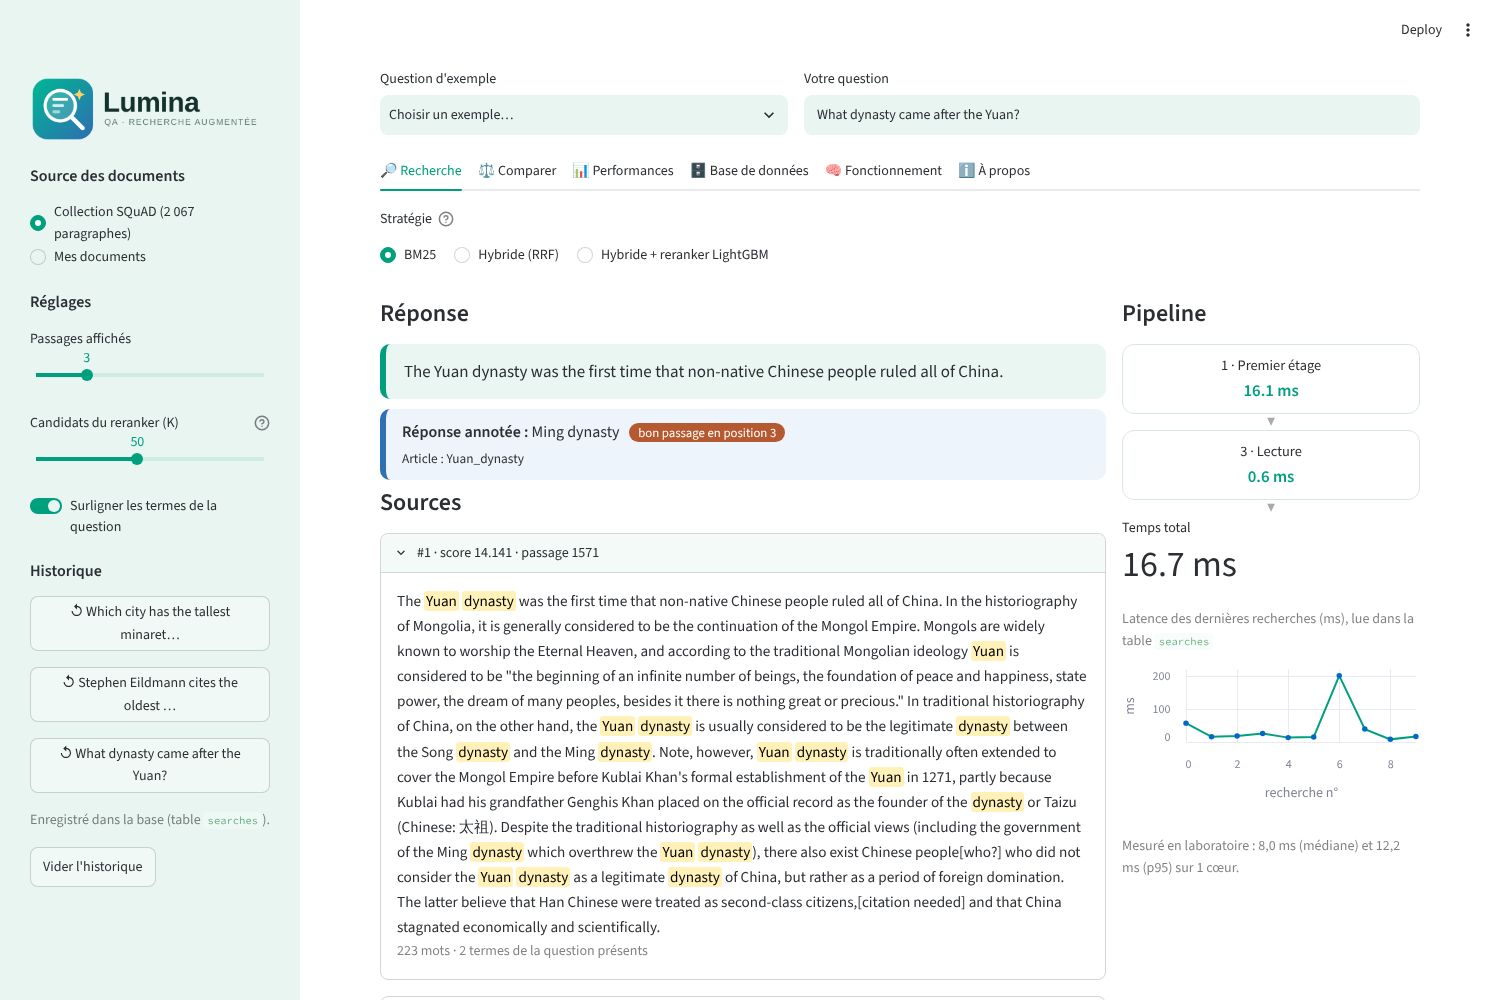 Deploy
Lumina
QA · RECHERCHE AUGMENTÉE
Source des documents
Collection SQuAD (2 067
paragraphes)
Mes documents
Réglages
Passages affichés
3
Candidats du reranker (K)
50
Surligner les termes de la
question
Historique
Which city has the tallest
minaret…
Stephen Eildmann cites the
oldest …
What dynasty came after the
Yuan?
Enregistré dans la base (table searches ).
Vider l'historique
Question d'exemple
Choisir un exemple…
Votre question
What dynasty came after the Yuan?
Recherche
Comparer
Performances
Base de données
Fonctionnement
À propos
Stratégie
BM25
Hybride (RRF)
Hybride + reranker LightGBM
Réponse
The Yuan dynasty was the first time that non-native Chinese people ruled all of China.
Réponse annotée : Ming dynasty bon passage en position 3
Article : Yuan_dynasty
Sources
#1 · score 14.141 · passage 1571
The Yuan dynasty was the first time that non-native Chinese people ruled all of China. In the historiography
of Mongolia, it is generally considered to be the continuation of the Mongol Empire. Mongols are widely
known to worship the Eternal Heaven, and according to the traditional Mongolian ideology Yuan is
considered to be "the beginning of an infinite number of beings, the foundation of peace and happiness, state
power, the dream of many peoples, besides it there is nothing great or precious." In traditional historiography
of China, on the other hand, the Yuan dynasty is usually considered to be the legitimate dynasty between
the Song dynasty and the Ming dynasty. Note, however, Yuan dynasty is traditionally often extended to
cover the Mongol Empire before Kublai Khan's formal establishment of the Yuan in 1271, partly because
Kublai had his grandfather Genghis Khan placed on the official record as the founder of the dynasty or Taizu
(Chinese: 太祖). Despite the traditional historiography as well as the official views (including the government
of the Ming dynasty which overthrew the Yuan dynasty), there also exist Chinese people[who?] who did not
consider the Yuan dynasty as a legitimate dynasty of China, but rather as a period of foreign domination.
The latter believe that Han Chinese were treated as second-class citizens,[citation needed] and that China
stagnated economically and scientifically.
223 mots · 2 termes de la question présents
Pipeline
1 · Premier étage
16.1 ms
3 · Lecture
0.6 ms
Temps total
16.7 ms
Latence des dernières recherches (ms), lue dans la
table searches
200
100
0
ms
0 2 4 6 8
recherche n°
Mesuré en laboratoire : 8,0 ms (médiane) et 12,2
ms (p95) sur 1 cœur.